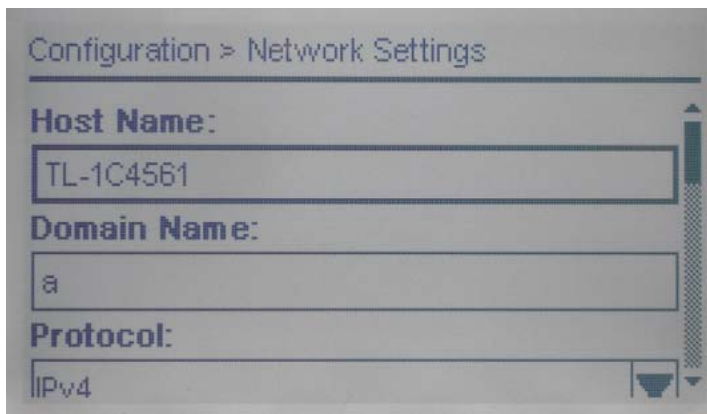 Configuration > Network Settings
Host Name:
TL-1C4561
Domain Name:
a
Protocol:
IPv4